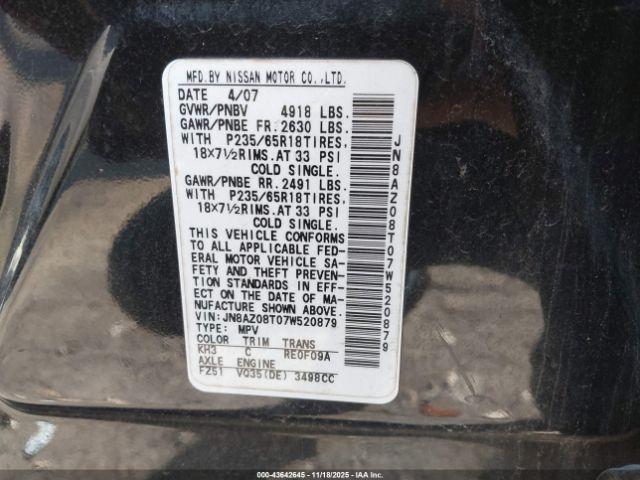 MFD.BY NISSAN MOTOR CO.,LTD.
DATE 4/07
GVWR/PNBV 4918 LBS.
GAWR/PNBE FR. 2630 LBS.
WITH P235/65R18TIRES,
18X7½RIMS.AT 33 PSI
COLD SINGLE.
GAWR/PNBE RR. 2491 LBS.
WITH P235/65R18TIRES,
18X7½RIMS.AT 33 PSI
COLD SINGLE.
THIS VEHICLE CONFORMS
TO ALL APPLICABLE FED-
ERAL MOTOR VEHICLE SA-
FETY AND THEFT PREVEN-
TION STANDARDS IN EFF-
ECT ON THE DATE OF MA-
NUFACTURE SHOWN ABOVE.
VIN:JN8AZ08T07W520879
TYPE: MPV
COLOR TRIM TRANS
KH3 C RE0F09A
AXLE ENGINE
FZ51 VQ35(DE) 3498CC
JN8AZ08T07W520879
000-43642645 - 11/18/2025 - IAAI, Inc.